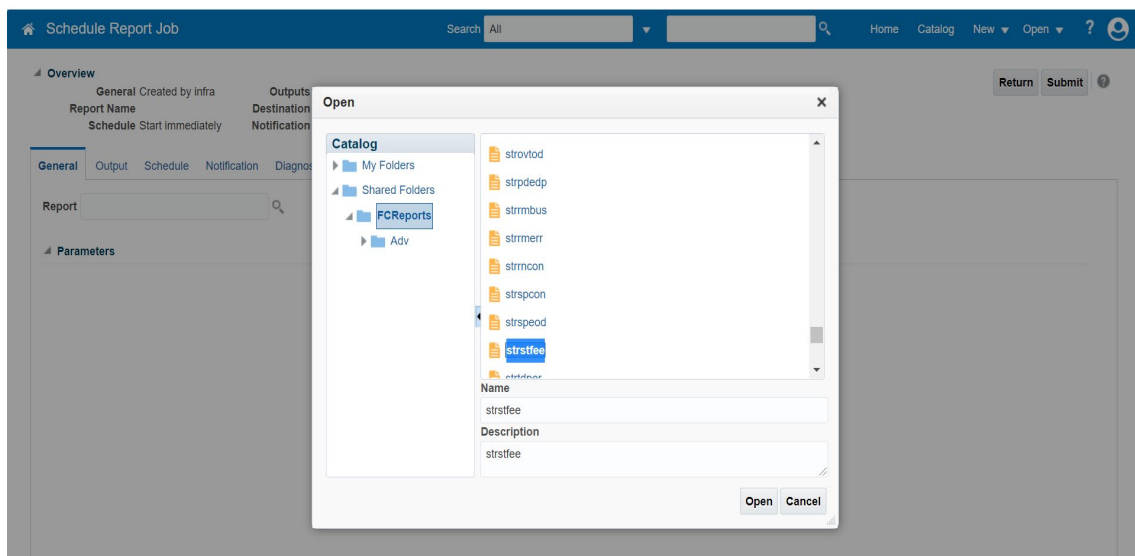 Schedule Report Job Search All Home Catalog New Open ?
Overview
General Created by infra Outputs
Report Name Destination
Schedule Start immediately Notification
Return Submit ?
General Output Schedule Notification Diagnos
Report
Parameters
Open
Catalog
My Folders
Shared Folders
FCReports
Adv
strovtod
strpdedp
strrmbus
strrmerr
strrncon
strspcon
strspeod
strstfee
Name
strstfee
Description
strstfee
Open Cancel